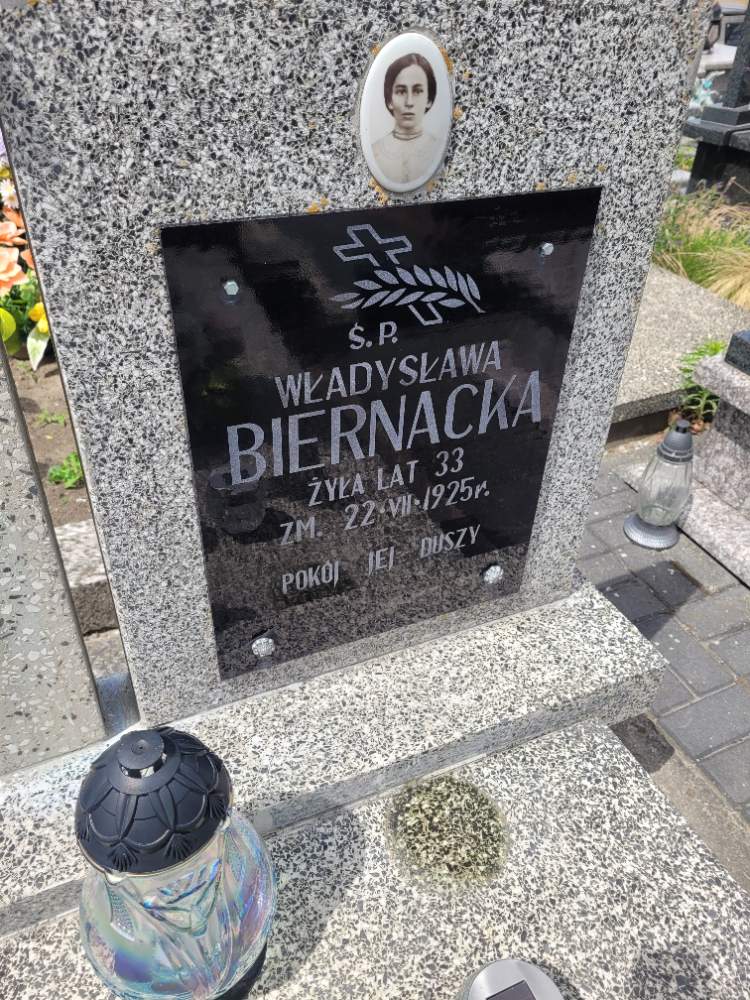 Ś.P.
WŁADYSŁAWA
BIERNACKA
ŻYŁA LAT 33
ZM. 22·VII·1925r.
POKÓJ JEJ DUSZY